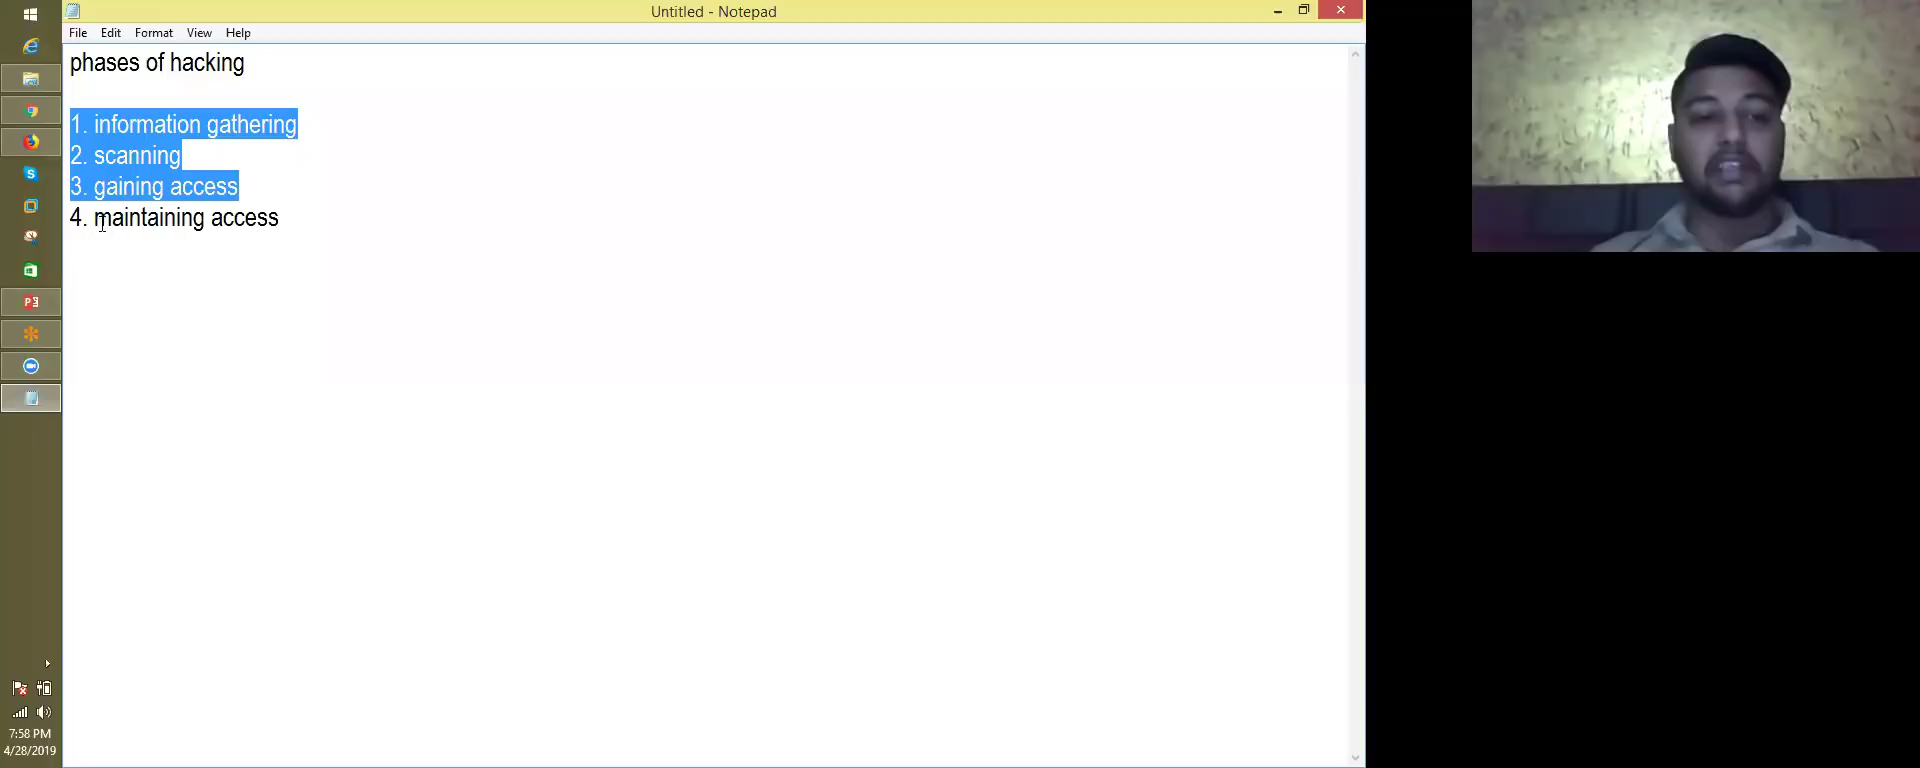 Untitled - Notepad
File Edit Format View Help
phases of hacking
1. information gathering
2. scanning
3. gaining access
4. maintaining access
7:58 PM
4/28/2019